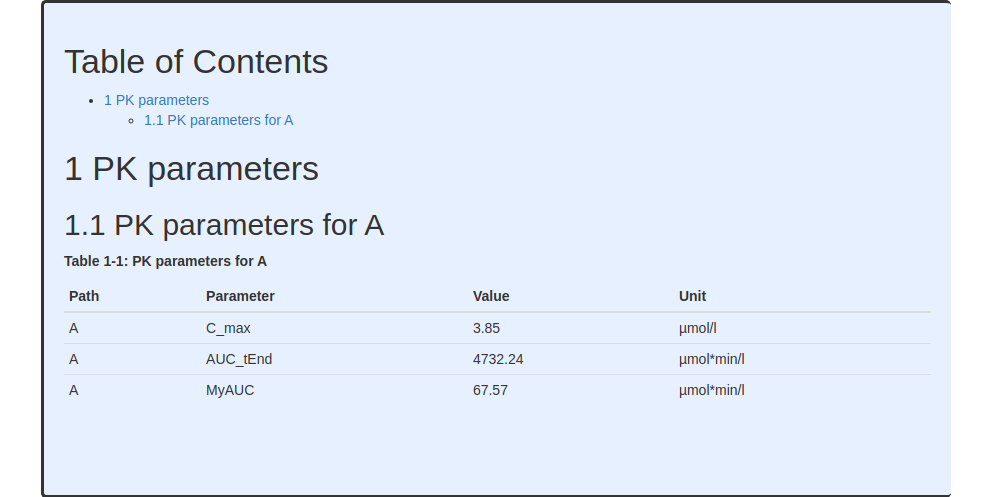 Table of Contents
1 PK parameters
1.1 PK parameters for A
1 PK parameters
1.1 PK parameters for A
Table 1-1: PK parameters for A
Path Parameter Value Unit
A C_max 3.85 µmol/l
A AUC_tEnd 4732.24 µmol*min/l
A MyAUC 67.57 µmol*min/l